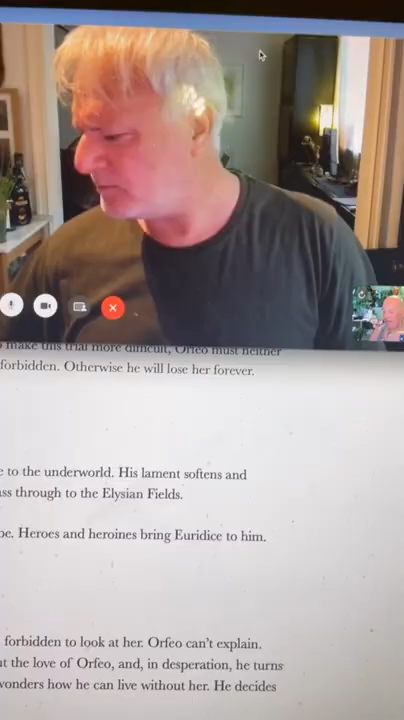 make this trial more difficult, Orfeo must neither
forbidden. Otherwise he will lose her forever.
to the underworld. His lament softens and
ss through to the Elysian Fields.
Heroes and heroines bring Euridice to him.
forbidden to look at her. Orfeo can't explain.
t the love of Orfeo, and, in desperation, he turns
wonders how he can live without her. He decides